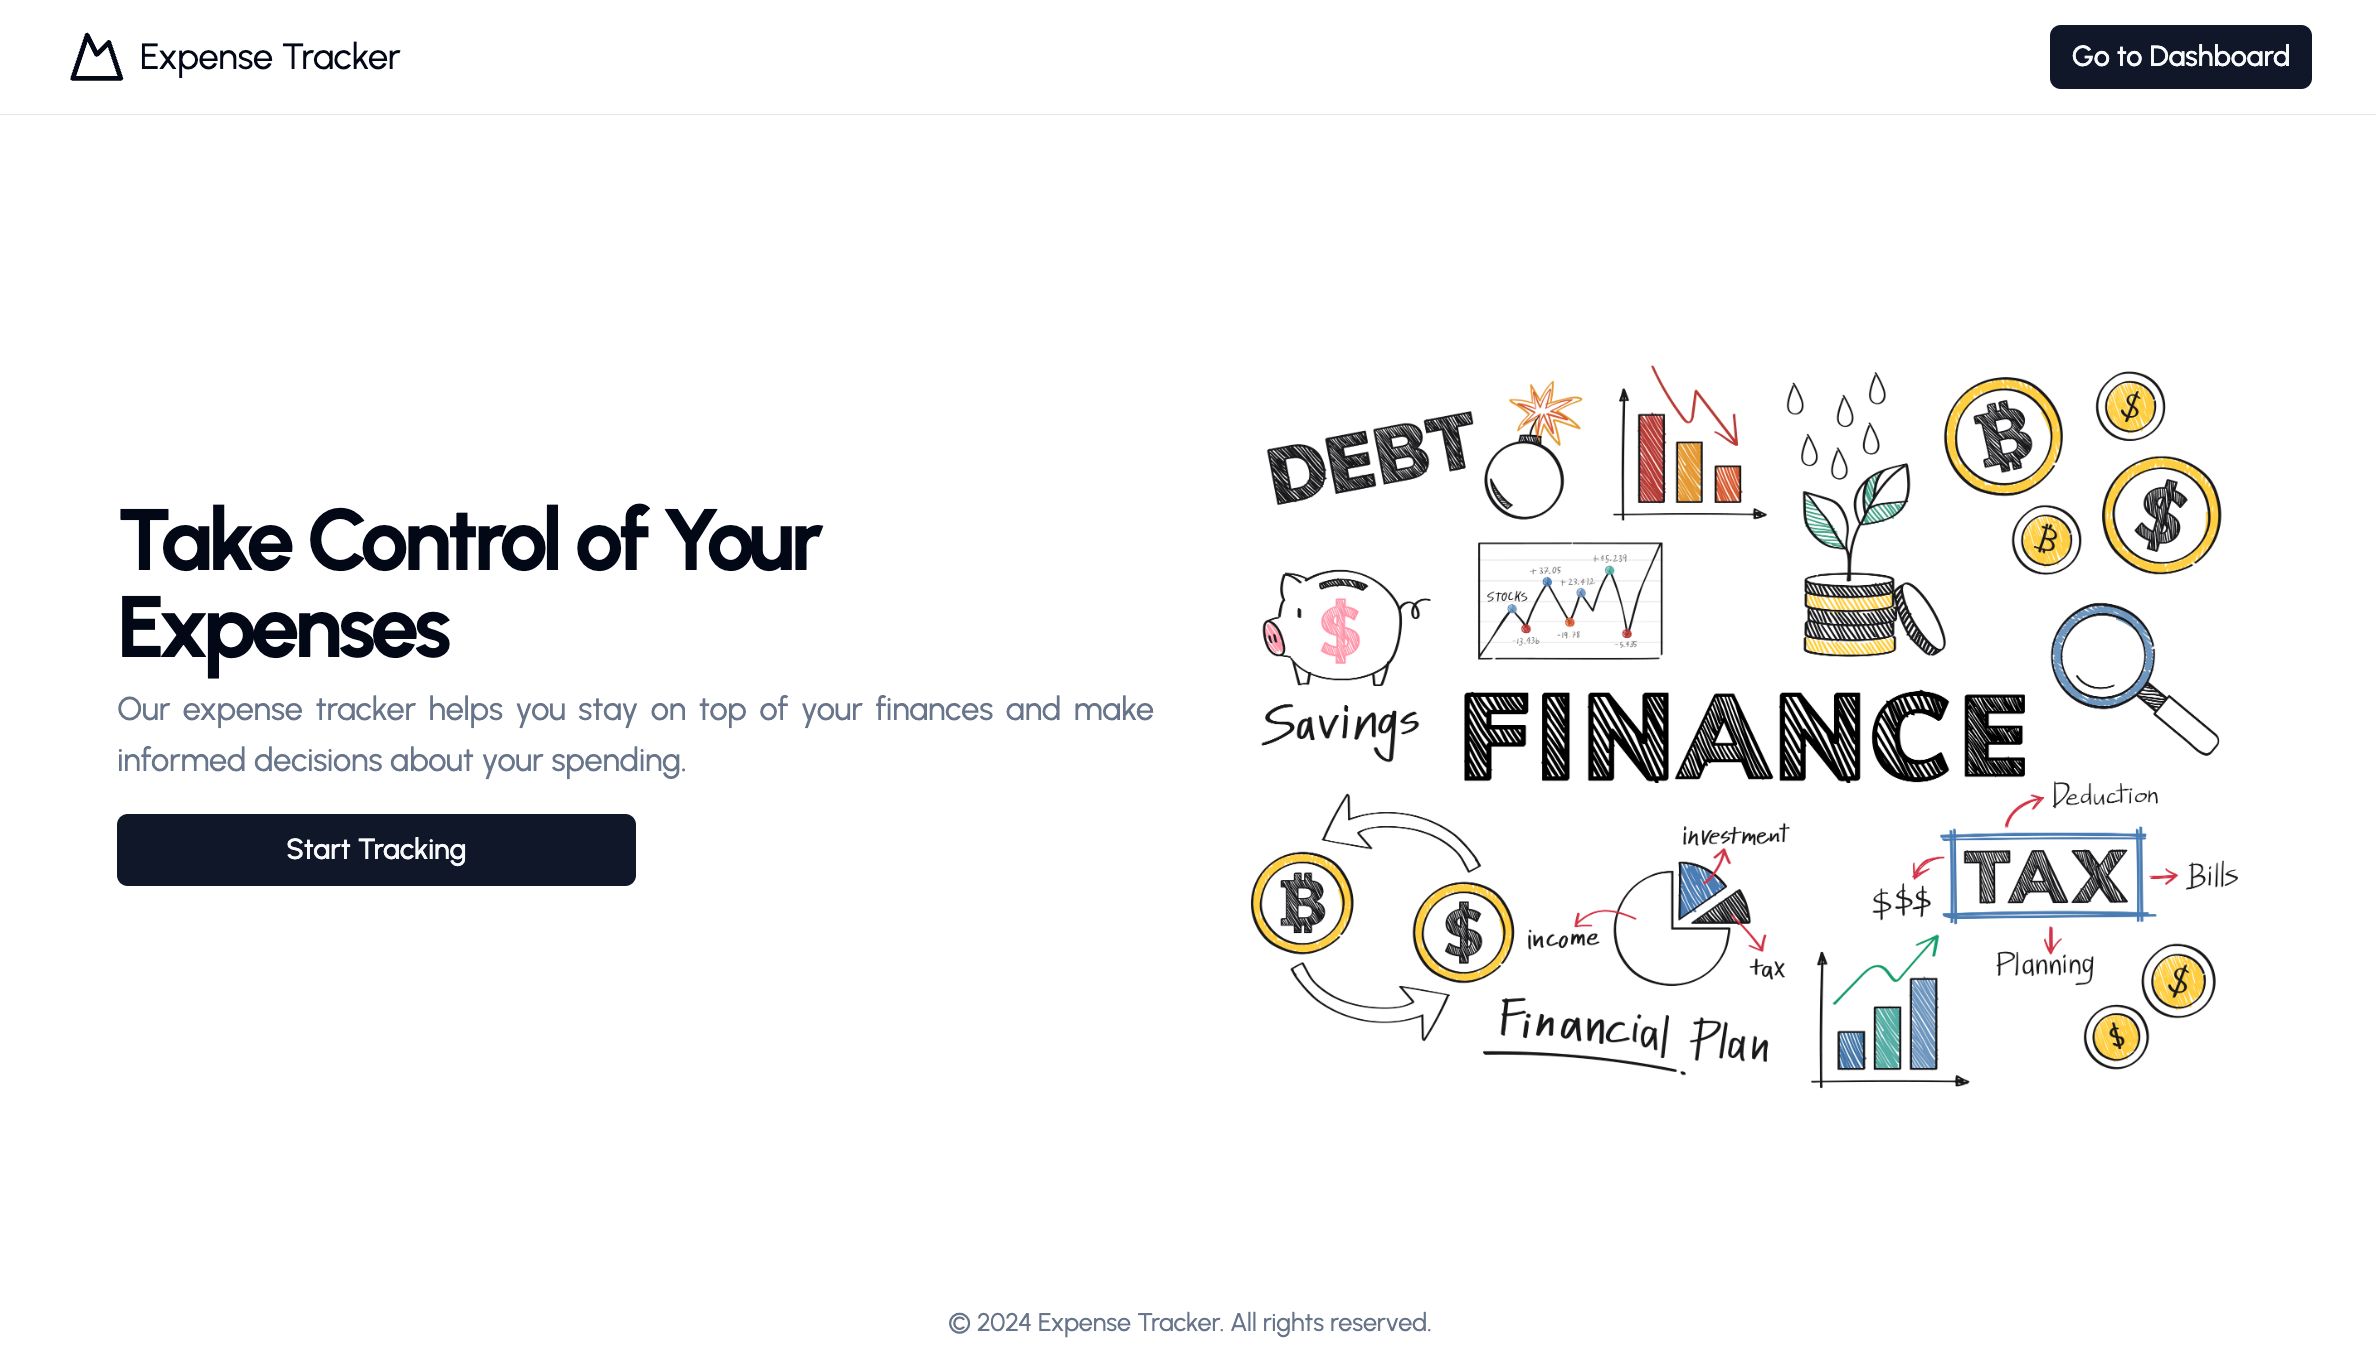 Expense Tracker
Go to Dashboard
Take Control of Your
Expenses
Our expense tracker helps you stay on top of your finances and make
informed decisions about your spending.
Start Tracking
DEBT
$
$
STOCKS
+37.05
+23.412
+45.239
-13.436
-19.78
-5.435
$
Savings
FINANCE
Deduction
investment
TAX
Bills
$$$
$
income
tax
Planning
$
$
Financial Plan
© 2024 Expense Tracker. All rights reserved.